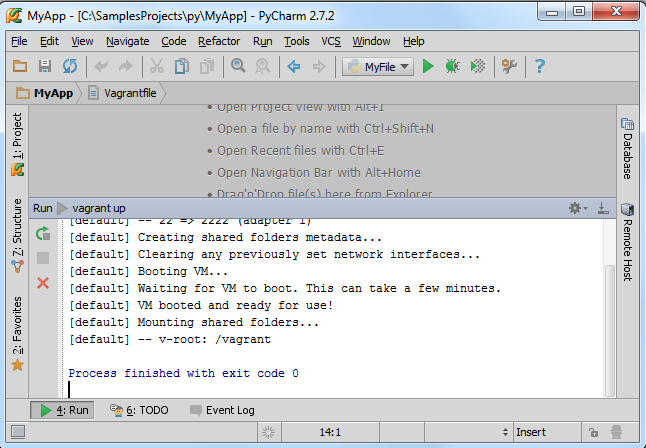 MyApp - [C:\SamplesProjects\py\MyApp] - PyCharm 2.7.2
File Edit View Navigate Code Refactor Run Tools VCS Window Help
MyFile
MyApp Vagrantfile
1: Project
Z: Structure
2: Favorites
• Open Project View with Alt+1
• Open a file by name with Ctrl+Shift+N
• Open Recent files with Ctrl+E
• Open Navigation Bar with Alt+Home
• Drag'n'Drop file(s) here from Explorer
Database
Remote Host
Run vagrant up
[default] -- 22 => 2222 (adapter 1)
[default] Creating shared folders metadata...
[default] Clearing any previously set network interfaces...
[default] Booting VM...
[default] Waiting for VM to boot. This can take a few minutes.
[default] VM booted and ready for use!
[default] Mounting shared folders...
[default] -- v-root: /vagrant
Process finished with exit code 0
4: Run 6: TODO Event Log
14:1 Insert